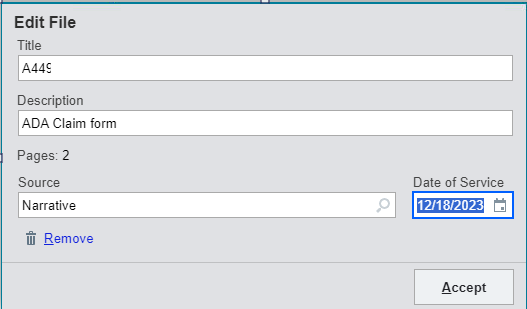 Edit File
Title
A449
Description
ADA Claim form
Pages: 2
Source Date of Service
Narrative 12/18/2023
Remove
Accept